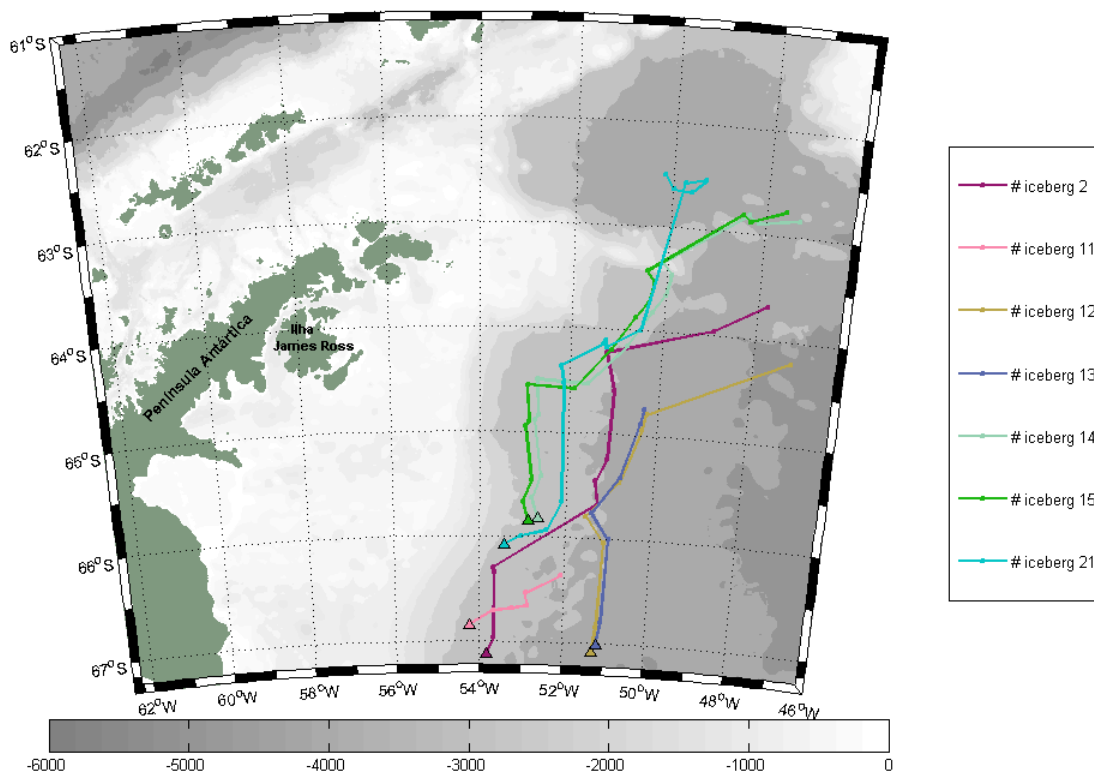 61°S
62°S
63°S
64°S
65°S
66°S
67°S
Península Antártica
Ilha
James Ross
62°W
60°W
58°W
56°W
54°W
52°W
50°W
48°W
46°W
-6000
-5000
-4000
-3000
-2000
-1000
0
# iceberg 2
# iceberg 11
# iceberg 12
# iceberg 13
# iceberg 14
# iceberg 15
# iceberg 21